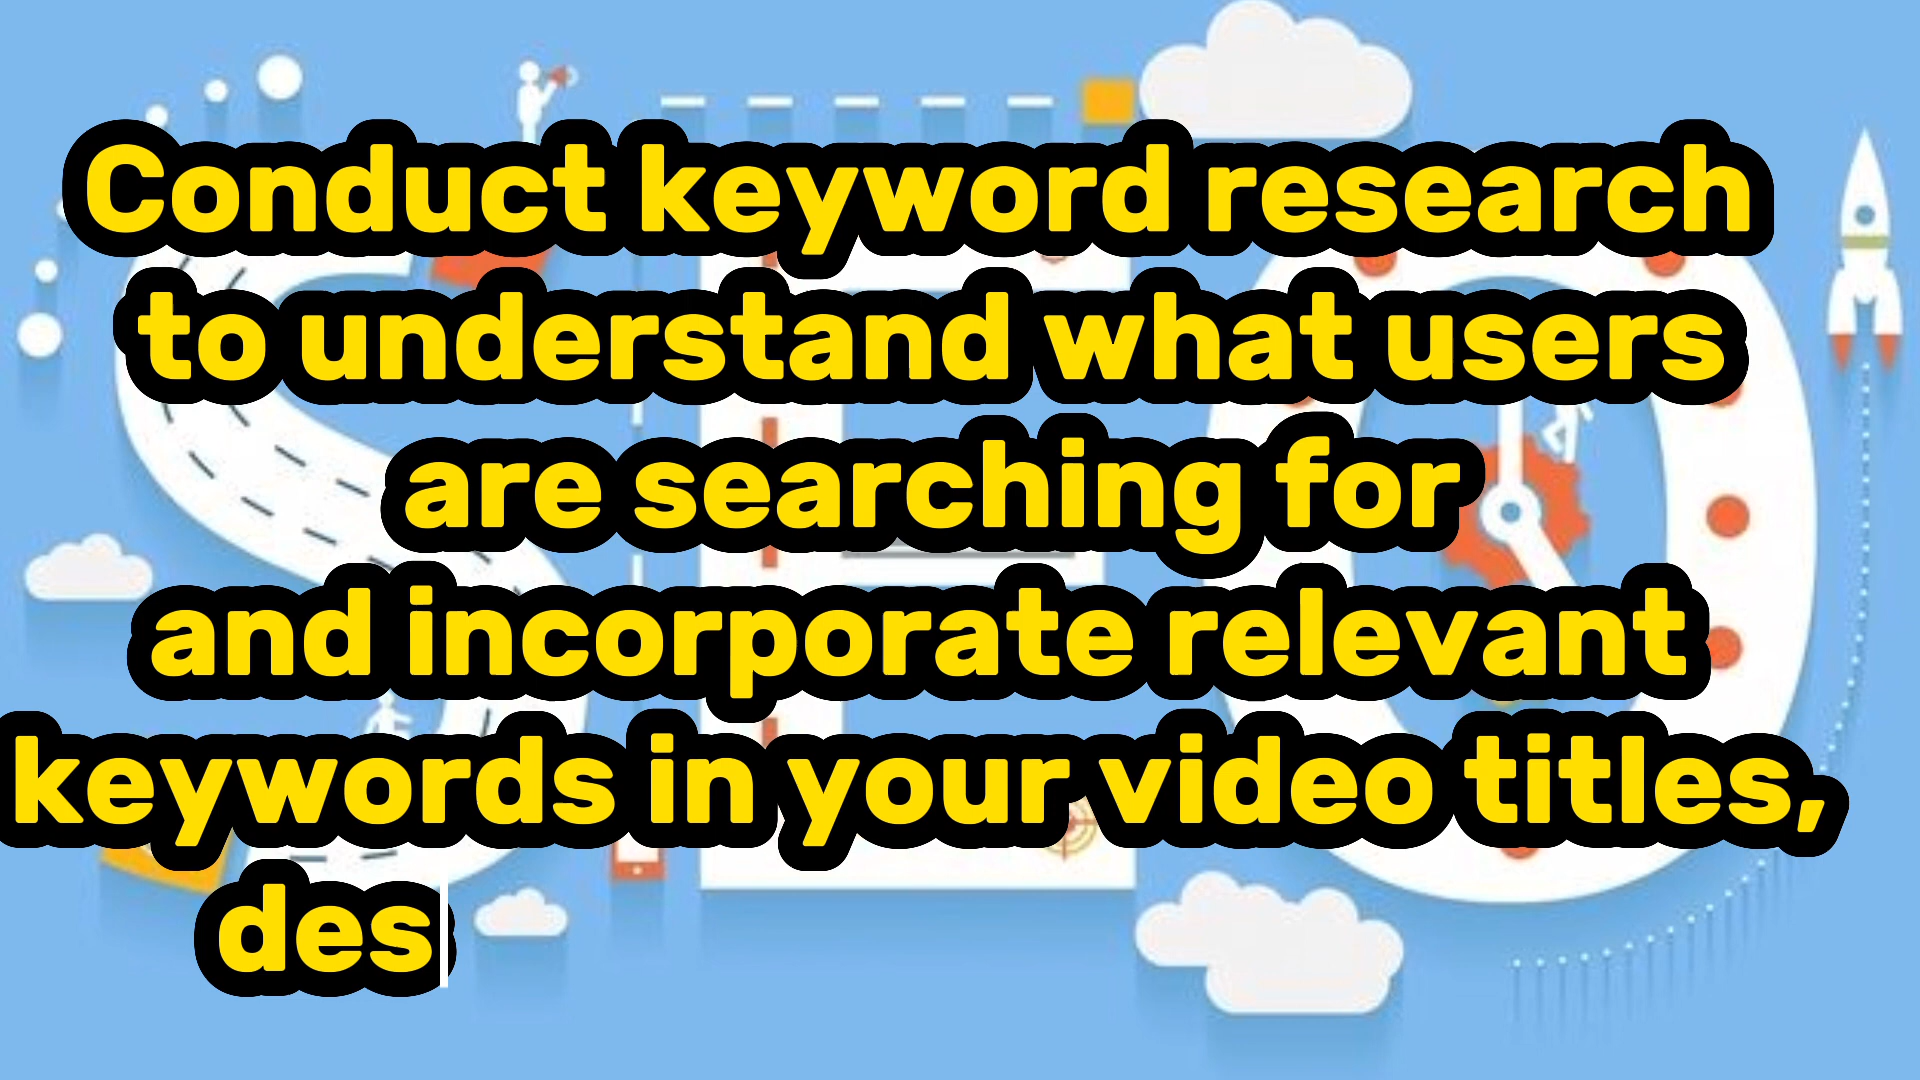 Conduct keyword research
to understand what users
are searching for
and incorporate relevant
keywords in your video titles,
des